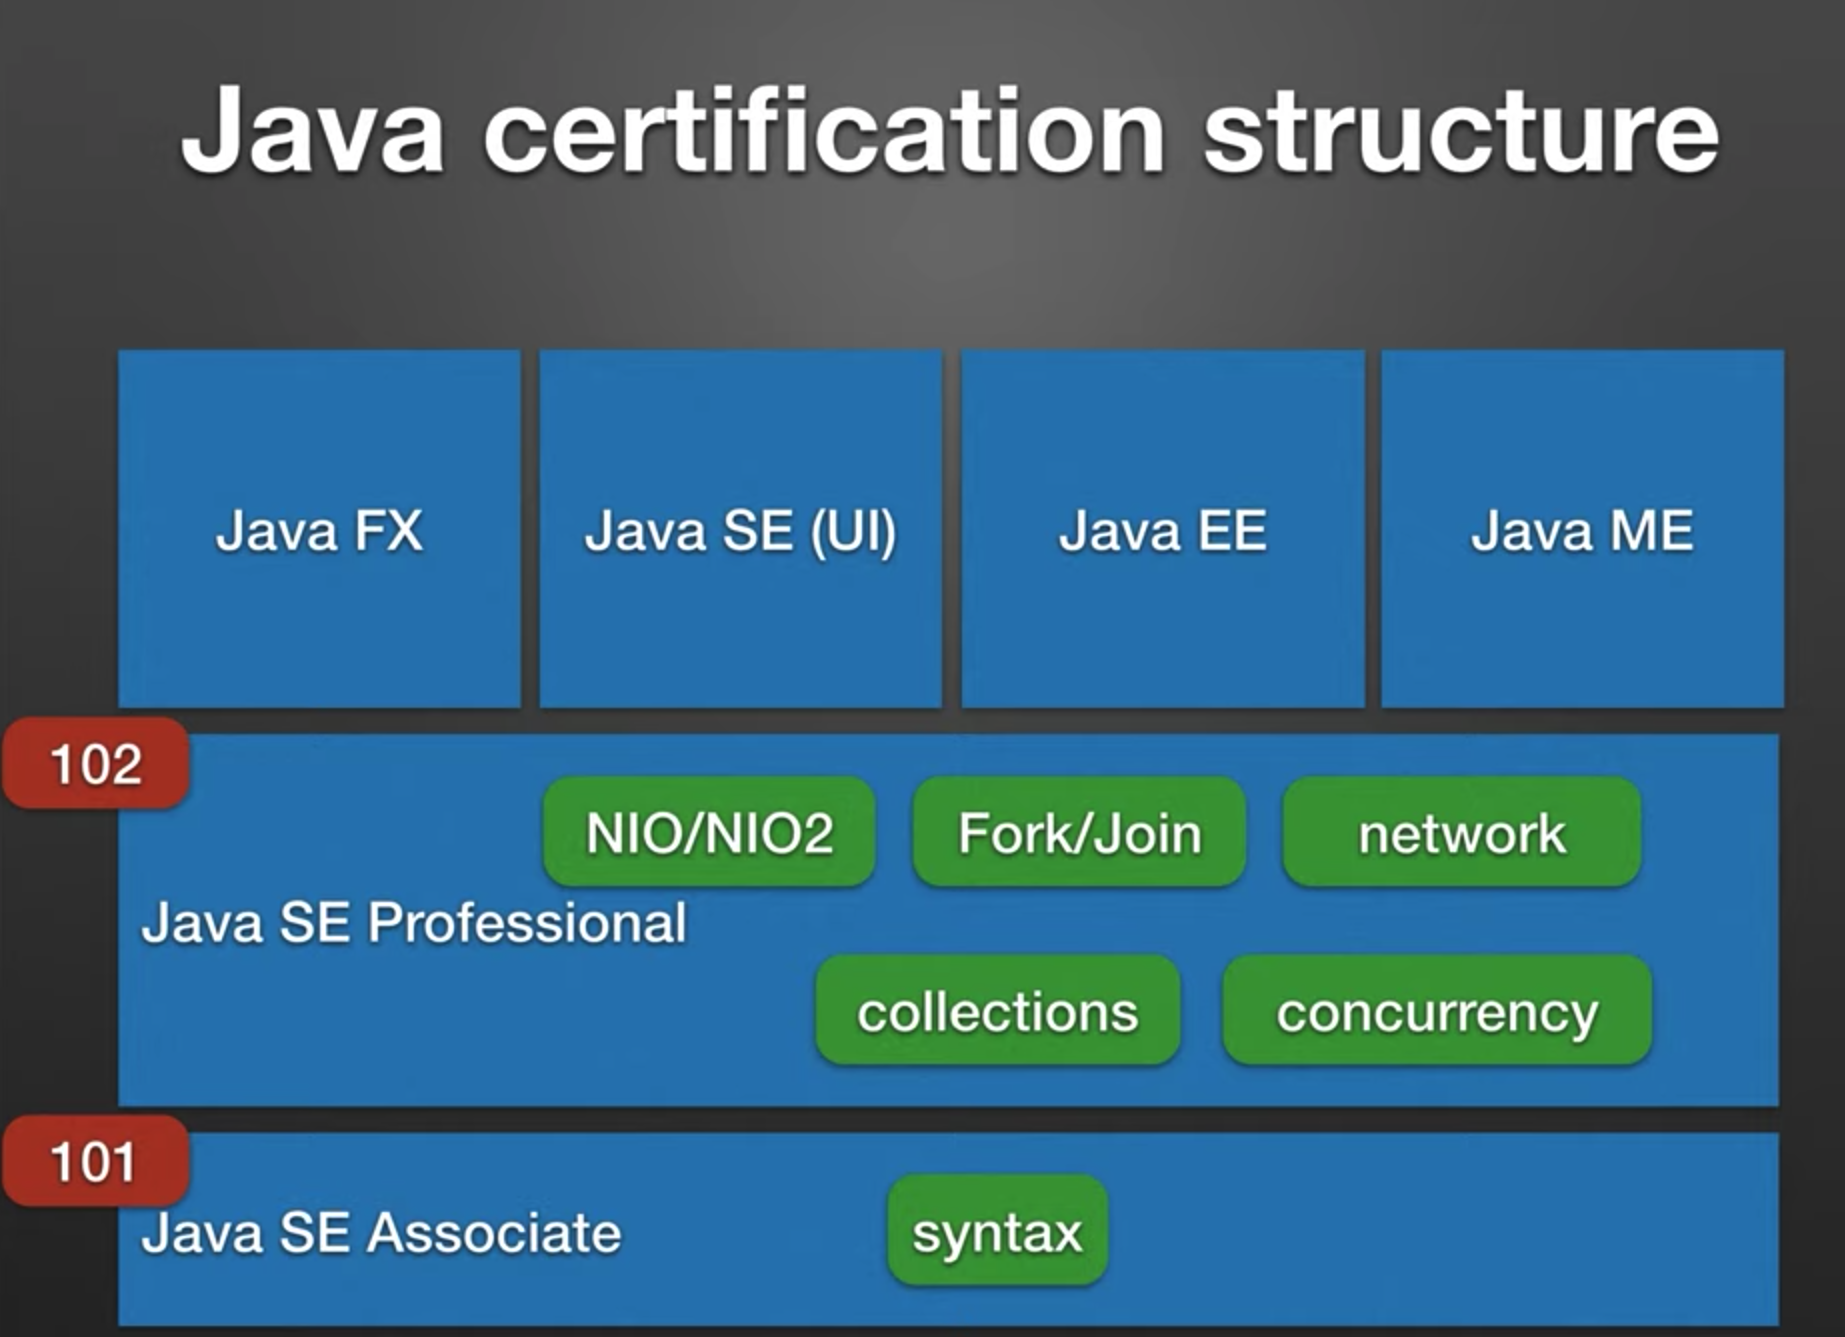 Java certification structure
Java FX
Java SE (UI)
Java EE
Java ME
102
NIO/NIO2
Fork/Join
network
Java SE Professional
collections
concurrency
101
Java SE Associate
syntax